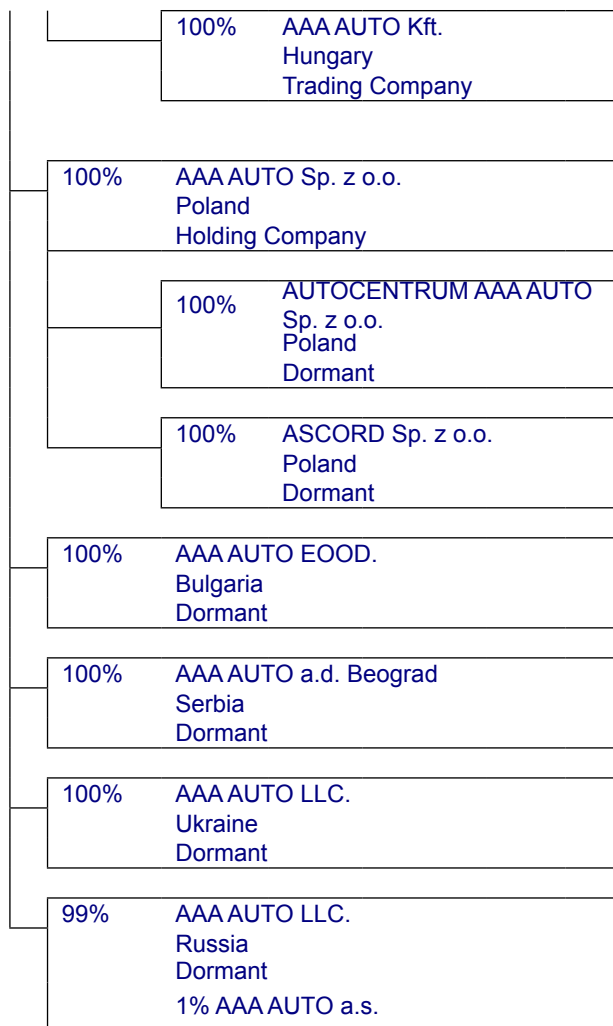 100% AAA AUTO Kft.
Hungary
Trading Company
100% AAA AUTO Sp. z o.o.
Poland
Holding Company
100% AUTOCENTRUM AAA AUTO
Sp. z o.o.
Poland
Dormant
100% ASCORD Sp. z o.o.
Poland
Dormant
100% AAA AUTO EOOD.
Bulgaria
Dormant
100% AAA AUTO a.d. Beograd
Serbia
Dormant
100% AAA AUTO LLC.
Ukraine
Dormant
99% AAA AUTO LLC.
Russia
Dormant
1% AAA AUTO a.s.